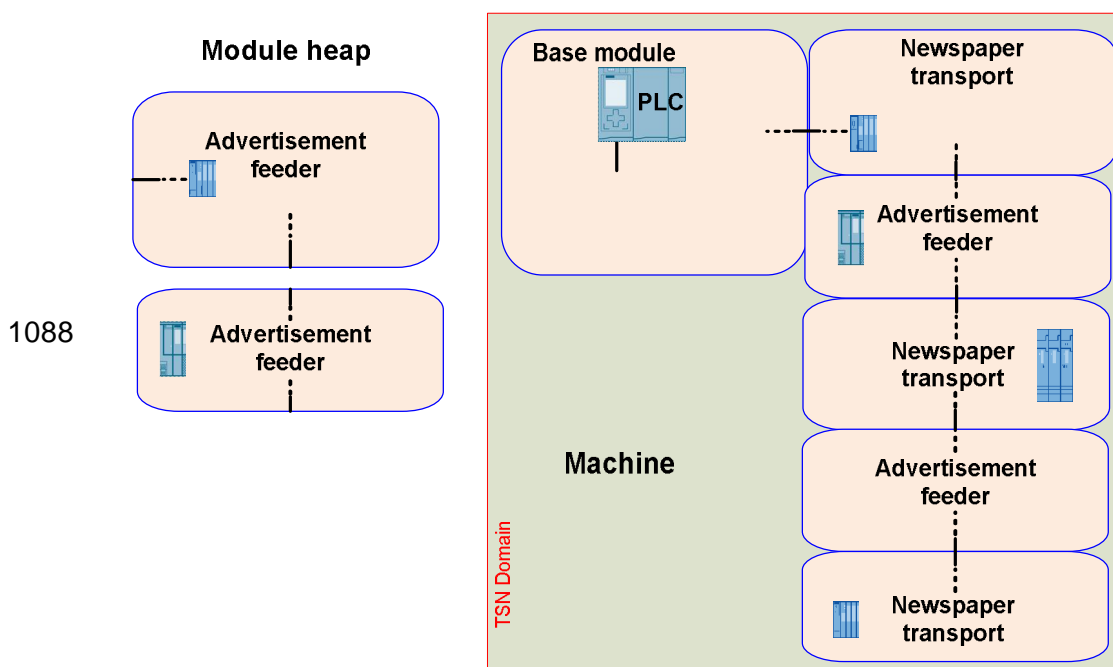 Module heap
Advertisement
feeder
1088
Advertisement
feeder
Base module
PLC
Newspaper
transport
Advertisement
feeder
Newspaper
transport
Machine
Advertisement
feeder
TSN Domain
Newspaper
transport